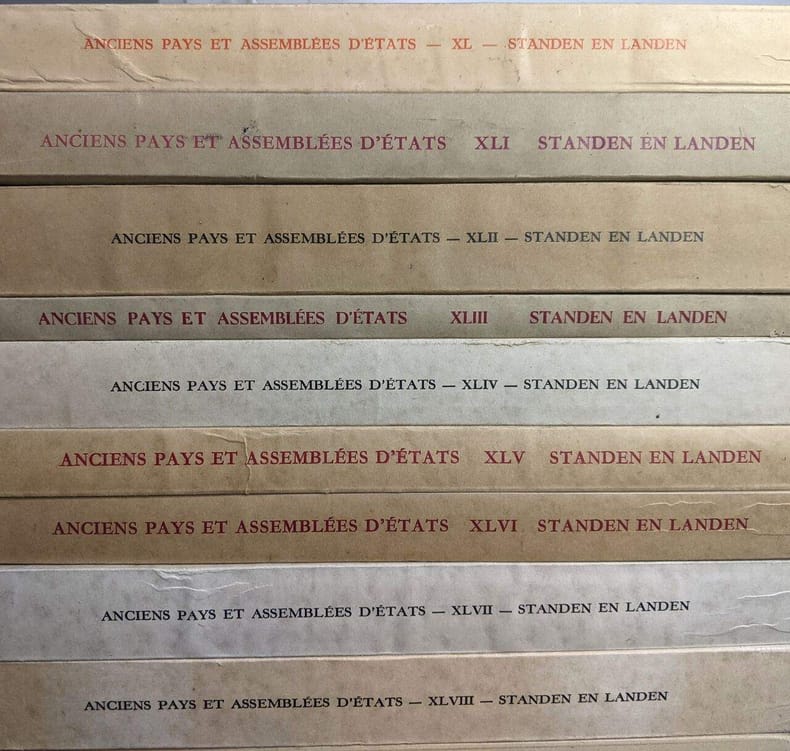 ANCIENS PAYS ET ASSEMBLÉES D'ÉTATS — XL — STANDEN EN LANDEN
ANCIENS PAYS ET ASSEMBLÉES D'ÉTATS XLI STANDEN EN LANDEN
ANCIENS PAYS ET ASSEMBLÉES D'ÉTATS — XLII — STANDEN EN LANDEN
ANCIENS PAYS ET ASSEMBLÉES D'ÉTATS XLIII STANDEN EN LANDEN
ANCIENS PAYS ET ASSEMBLÉES D'ÉTATS — XLIV — STANDEN EN LANDEN
ANCIENS PAYS ET ASSEMBLÉES D'ÉTATS XLV STANDEN EN LANDEN
ANCIENS PAYS ET ASSEMBLÉES D'ÉTATS XLVI STANDEN EN LANDEN
ANCIENS PAYS ET ASSEMBLÉES D'ÉTATS — XLVII — STANDEN EN LANDEN
ANCIENS PAYS ET ASSEMBLÉES D'ÉTATS — XLVIII — STANDEN EN LANDEN